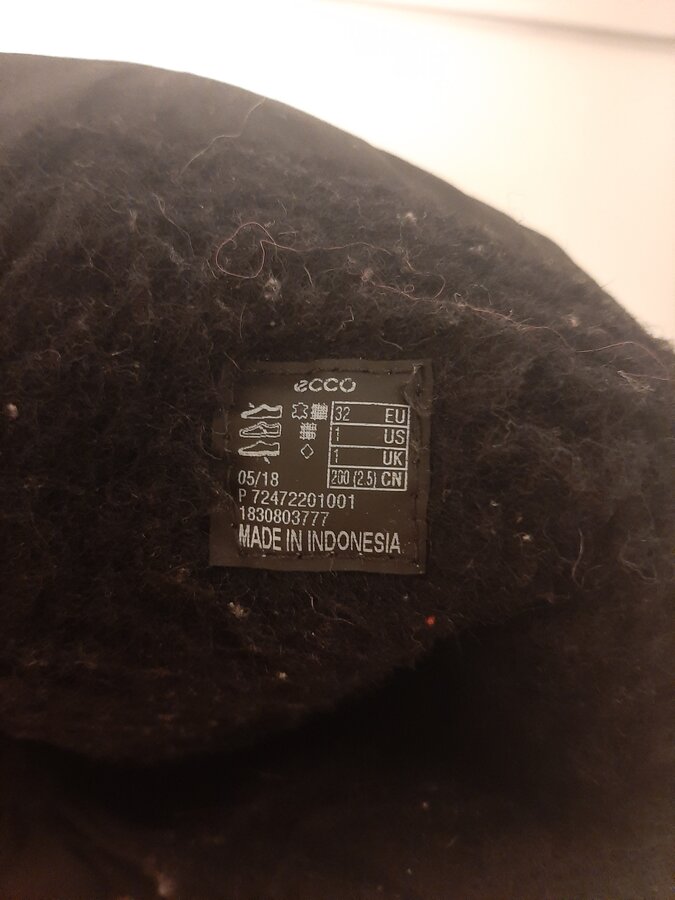 ecco
32 EU
1 US
1 UK
200 (2.5) CN
05/18
P 72472201001
1830803777
MADE IN INDONESIA